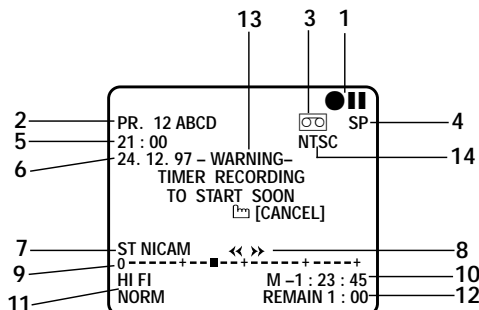 13 1
3
2 PR. 12 ABCD SP 4
5 21 : 00 NTSC 14
6 24. 12. 97 – WARNING–
TIMER RECORDING
TO START SOON
[CANCEL]
7 ST NICAM 8
9 0 – – – – + – – – – + – – – – + – – – – +
HI FI M –1 : 23 : 45 10
11 NORM REMAIN 1 : 00 12